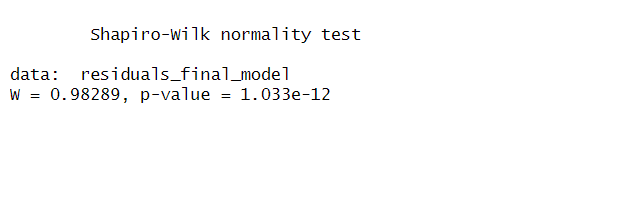 Shapiro-Wilk normality test
data:  residuals_final_model
W = 0.98289, p-value = 1.033e-12